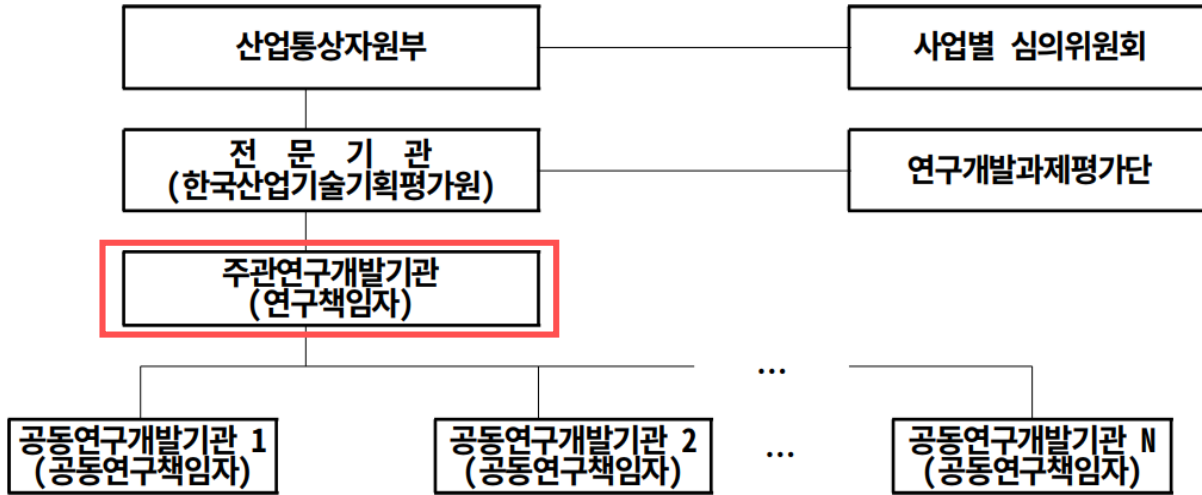 산업통상자원부
사업별 심의위원회
전 문 기 관
(한국산업기술기획평가원)
연구개발과제평가단
주관연구개발기관
(연구책임자)
...
공동연구개발기관 1
(공동연구책임자)
공동연구개발기관 2
(공동연구책임자)
...
공동연구개발기관 N
(공동연구책임자)